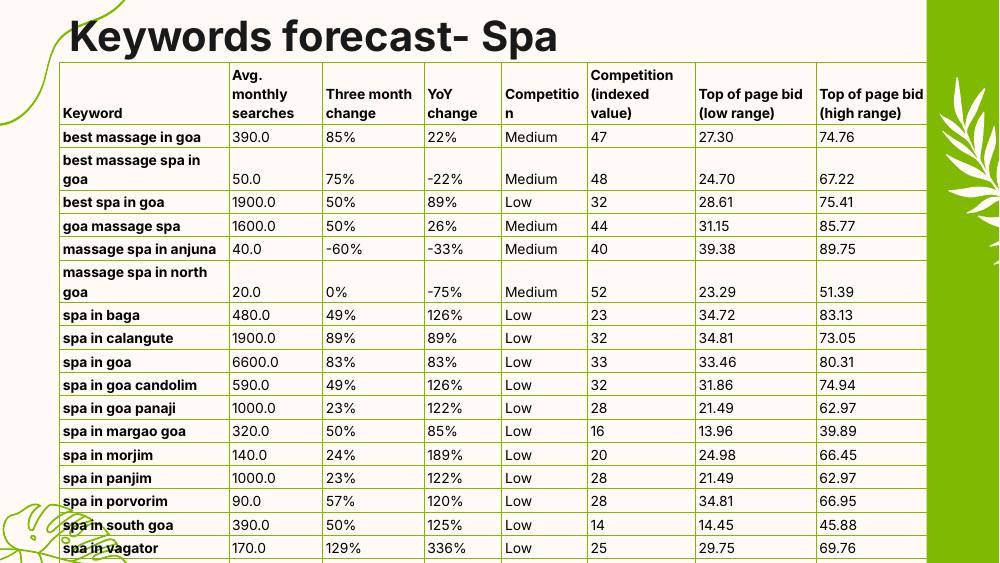 Keywords forecast- Spa
Keyword Avg. monthly searches Three month change YoY change Competitio n Competition (indexed value) Top of page bid (low range) Top of page bid (high range)
best massage in goa 390.0 85% 22% Medium 47 27.30 74.76
best massage spa in goa 50.0 75% -22% Medium 48 24.70 67.22
best spa in goa 1900.0 50% 89% Low 32 28.61 75.41
goa massage spa 1600.0 50% 26% Medium 44 31.15 85.77
massage spa in anjuna 40.0 -60% -33% Medium 40 39.38 89.75
massage spa in north goa 20.0 0% -75% Medium 52 23.29 51.39
spa in baga 480.0 49% 126% Low 23 34.72 83.13
spa in calangute 1900.0 89% 89% Low 32 34.81 73.05
spa in goa 6600.0 83% 83% Low 33 33.46 80.31
spa in goa candolim 590.0 49% 126% Low 32 31.86 74.94
spa in goa panaji 1000.0 23% 122% Low 28 21.49 62.97
spa in margao goa 320.0 50% 85% Low 16 13.96 39.89
spa in morjim 140.0 24% 189% Low 20 24.98 66.45
spa in panjim 1000.0 23% 122% Low 28 21.49 62.97
spa in porvorim 90.0 57% 120% Low 28 34.81 66.95
spa in south goa 390.0 50% 125% Low 14 14.45 45.88
spa in vagator 170.0 129% 336% Low 25 29.75 69.76